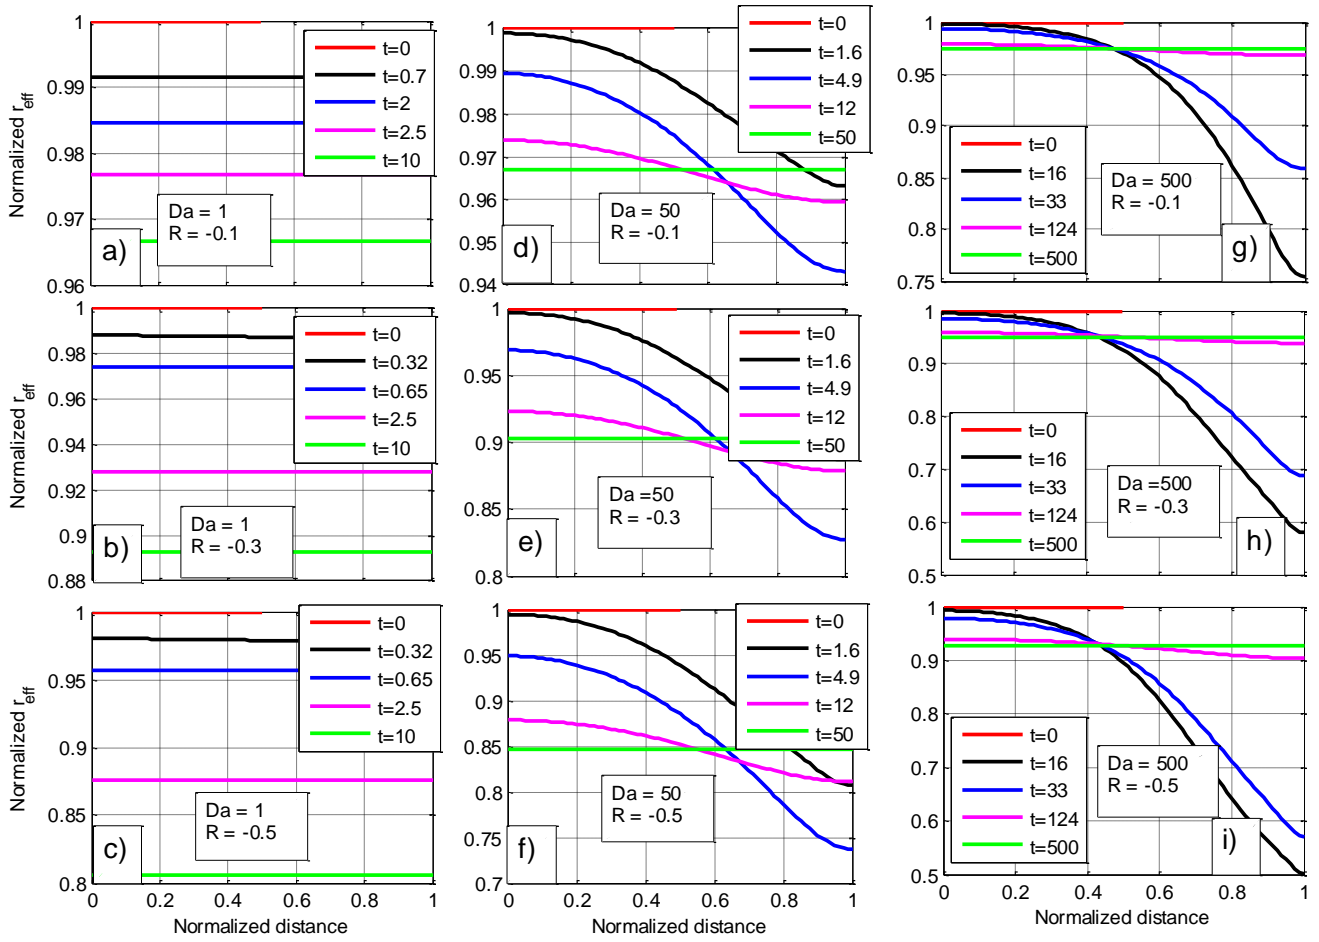 1
0.99
0.98
0.97
0.96
Normalized r_eff
t=0
t=0.7
t=2
t=2.5
t=10
Da = 1
R = -0.1
a)
1
0.99
0.98
0.97
0.96
0.95
0.94
t=0
t=1.6
t=4.9
t=12
t=50
Da = 50
R = -0.1
d)
1
0.95
0.9
0.85
0.8
0.75
t=0
t=16
t=33
t=124
t=500
Da = 500
R = -0.1
g)
1
0.98
0.96
0.94
0.92
0.9
0.88
Normalized r_eff
t=0
t=0.32
t=0.65
t=2.5
t=10
Da = 1
R = -0.3
b)
1
0.95
0.9
0.85
0.8
t=0
t=1.6
t=4.9
t=12
t=50
Da =50
R = -0.3
e)
1
0.9
0.8
0.7
0.6
0.5
t=0
t=16
t=33
t=124
t=500
Da =500
R = -0.3
h)
1
0.95
0.9
0.85
0.8
Normalized r_eff
t=0
t=0.32
t=0.65
t=2.5
t=10
Da = 1
R = -0.5
c)
0 0.2 0.4 0.6 0.8 1
Normalized distance
1
0.95
0.9
0.85
0.8
0.75
0.7
t=0
t=1.6
t=4.9
t=12
t=50
Da = 50
R = -0.5
f)
0 0.2 0.4 0.6 0.8 1
Normalized distance
1
0.9
0.8
0.7
0.6
0.5
t=0
t=16
t=33
t=124
t=500
Da = 500
R = -0.5
i)
0 0.2 0.4 0.6 0.8 1
Normalized distance